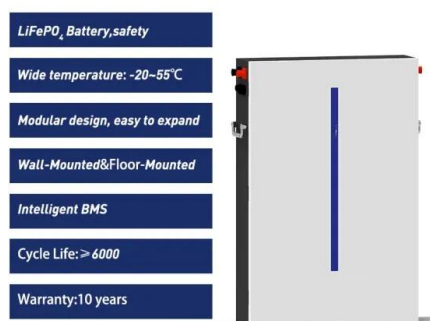 LiFePO₄ Battery,safety
Wide temperature: -20~55℃
Modular design, easy to expand
Wall-Mounted&Floor-Mounted
Intelligent BMS
Cycle Life:≥6000
Warranty:10 years